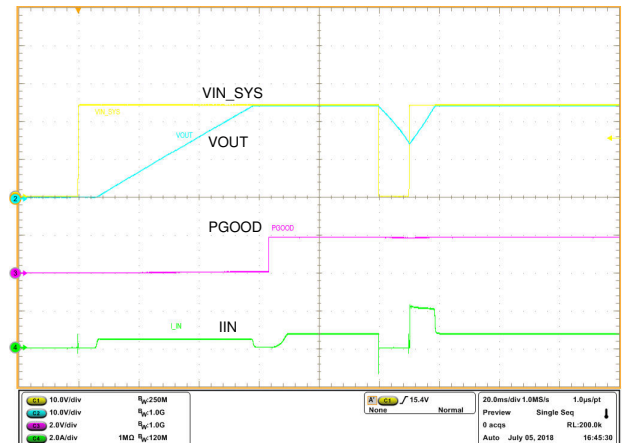 VIN_SYS
VIN_SYS
VOUT
VOUT
PGOOD
PGOOD
I_IN
IIN
2
3
4
C1 10.0V/div BW:250M
C2 10.0V/div BW:1.0G
C3 2.0V/div BW:1.0G
C4 2.0A/div 1MΩ BW:120M
A' C1 15.4V
None Normal
20.0ms/div 1.0MS/s 1.0µs/pt
Preview Single Seq
0 acqs RL:200.0k
Auto July 05, 2018 16:45:30